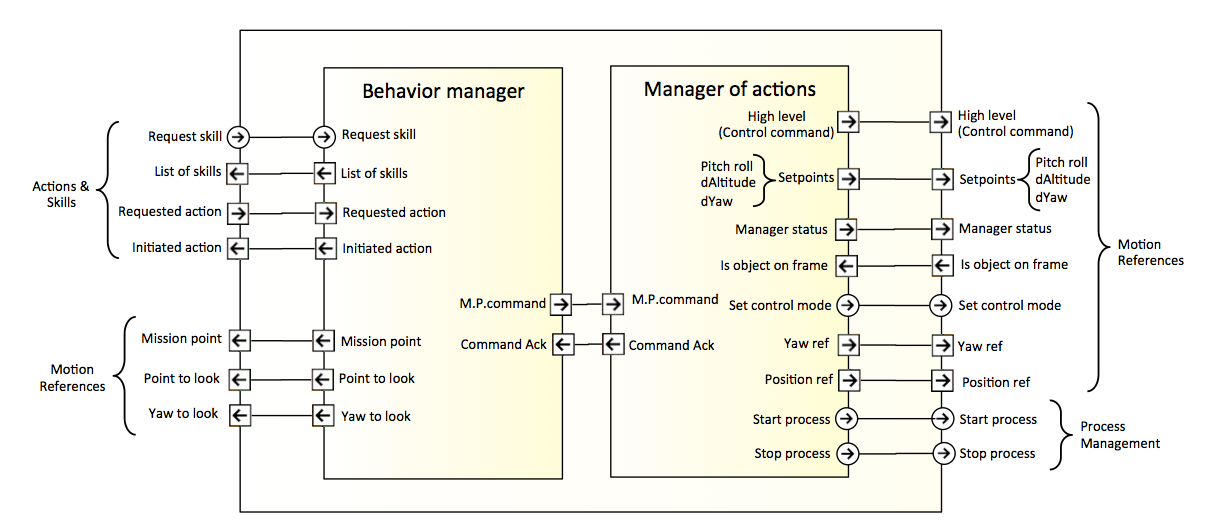 Behavior manager
Manager of actions
Actions &
Skills
Request skill
Request skill
List of skills
List of skills
Requested action
Requested action
Initiated action
Initiated action
M.P.command
Command Ack
Motion
References
Mission point
Mission point
Point to look
Point to look
Yaw to look
Yaw to look
M.P.command
Command Ack
High level
(Control command)
Pitch roll
dAltitude
dYaw
Setpoints
Manager status
Is object on frame
Set control mode
Yaw ref
Position ref
Start process
Stop process
High level
(Control command)
Setpoints
Pitch roll
dAltitude
dYaw
Manager status
Is object on frame
Set control mode
Yaw ref
Position ref
Motion
References
Start process
Stop process
Process
Management